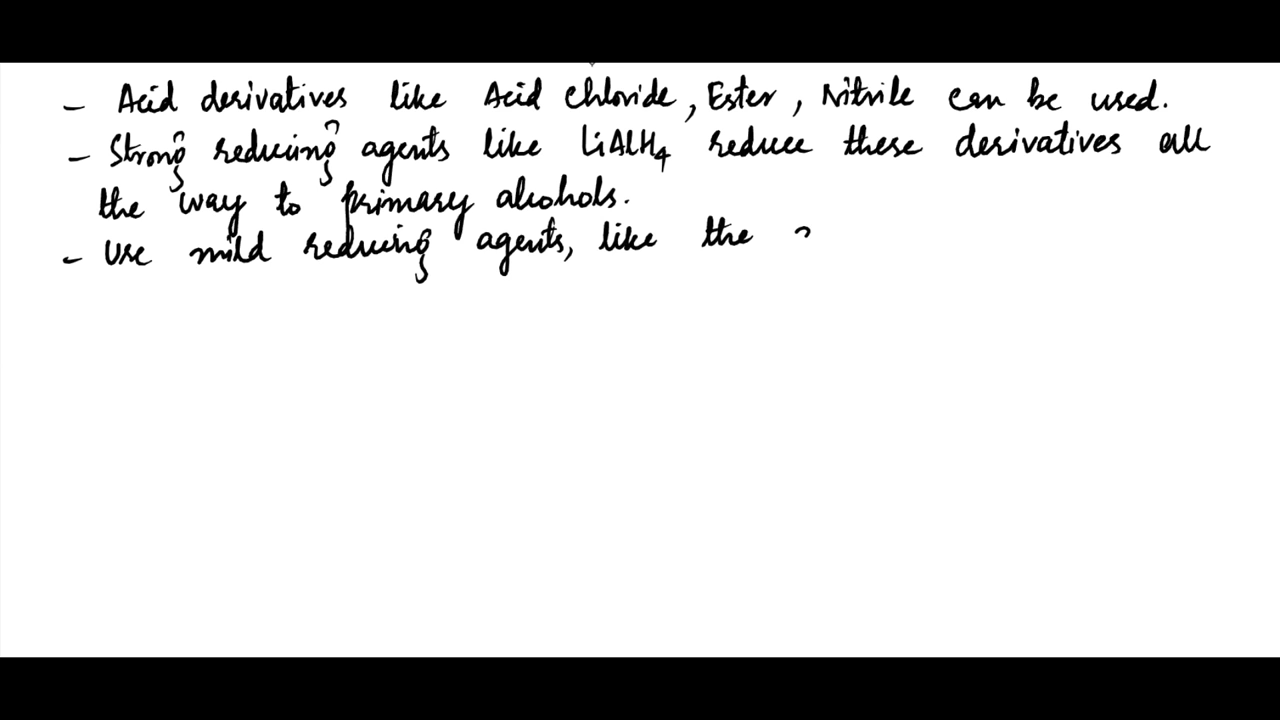 - Acid derivatives like Acid Chloride, Ester, Nitrile can be used.
- Strong reducing agents like LiAlH4 reduce these derivatives all
the way to primary alcohols.
- Use mild reducing agents, like the